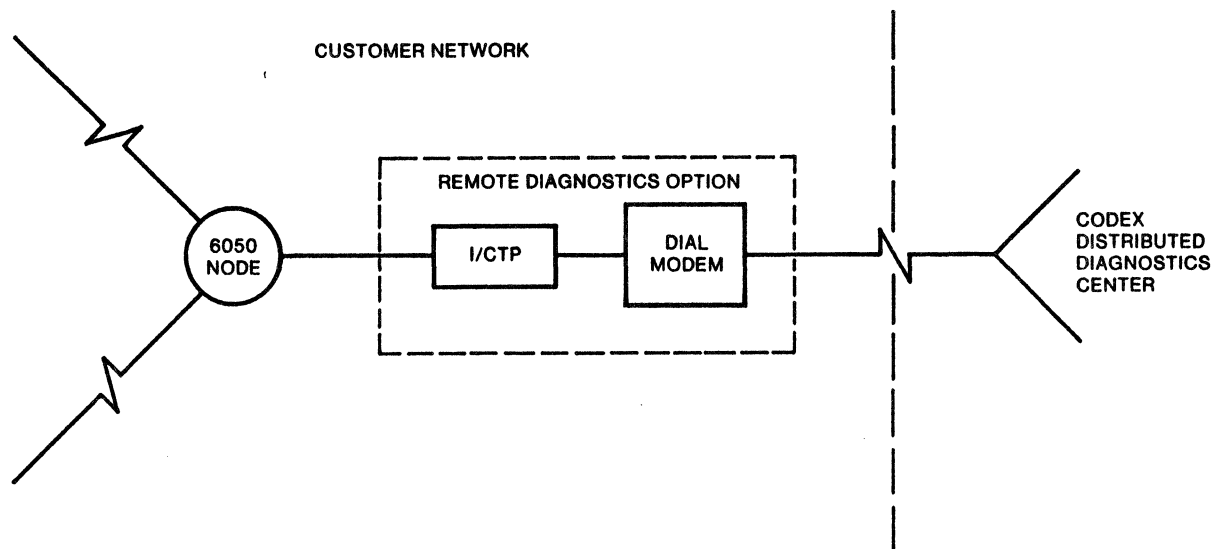 CUSTOMER NETWORK
REMOTE DIAGNOSTICS OPTION
6050
NODE
I/CTP
DIAL
MODEM
CODEX
DISTRIBUTED
DIAGNOSTICS
CENTER